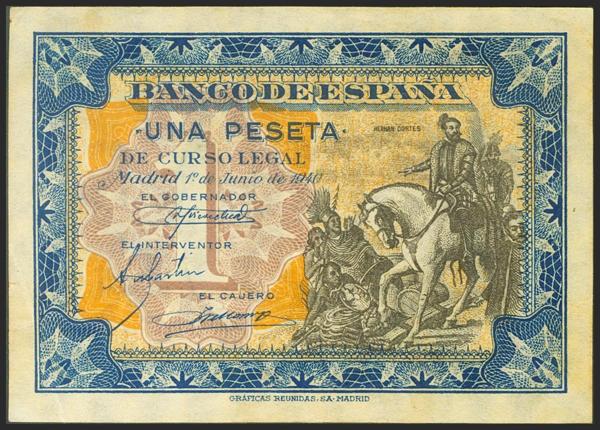 BANCO DE ESPAÑA
·UNA PESETA·
HERNAN CORTES
DE CURSO LEGAL
Madrid 1º de Junio de 1940
EL GOBERNADOR
EL INTERVENTOR
EL CAJERO
1
GRÁFICAS REUNIDAS, S.A.-MADRID